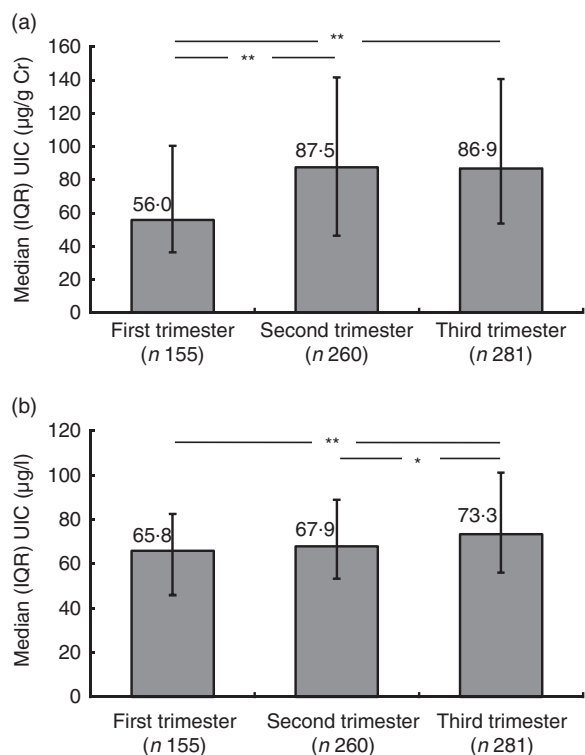 (a)
Median (IQR) UIC (µg/g Cr)
160
140
120
100
80
60
40
20
0
**
**
56·0
87·5
86·9
First trimester
(n 155)
Second trimester
(n 260)
Third trimester
(n 281)
(b)
Median (IQR) UIC (µg/l)
120
100
80
60
40
20
0
**
*
65·8
67·9
73·3
First trimester
(n 155)
Second trimester
(n 260)
Third trimester
(n 281)